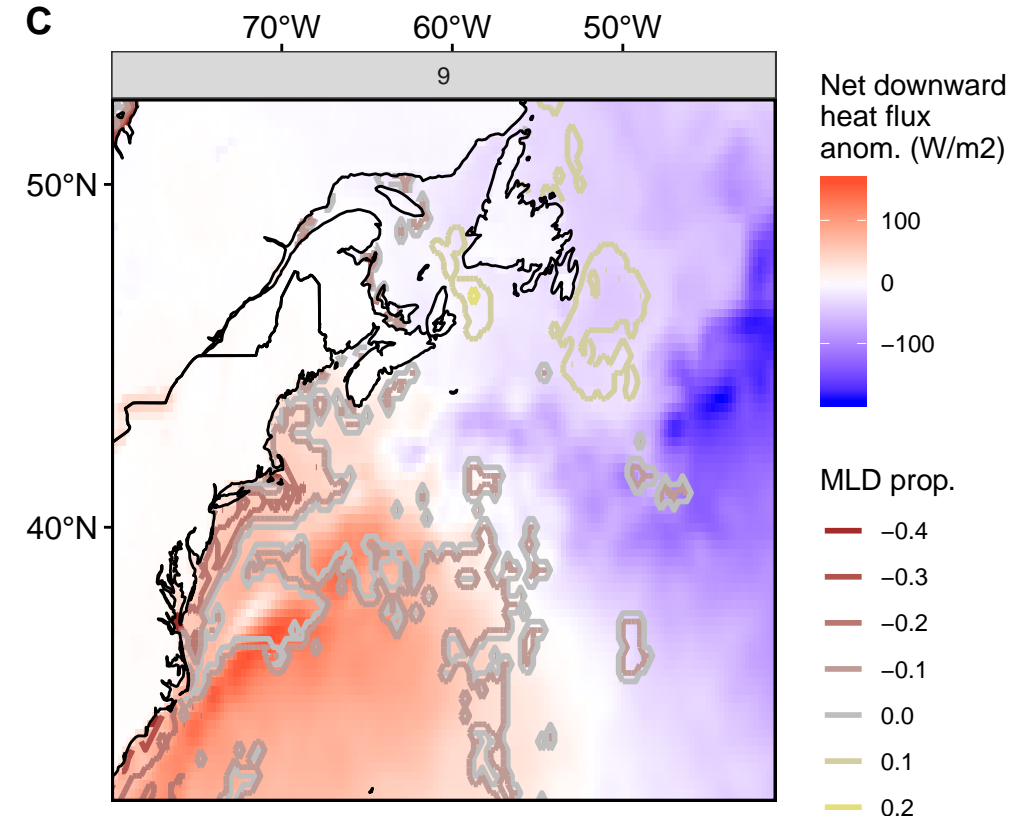 C
70°W 60°W 50°W
9
50°N
40°N
Net downward
heat flux
anom. (W/m2)
100
0
−100
MLD prop.
−0.4
−0.3
−0.2
−0.1
0.0
0.1
0.2